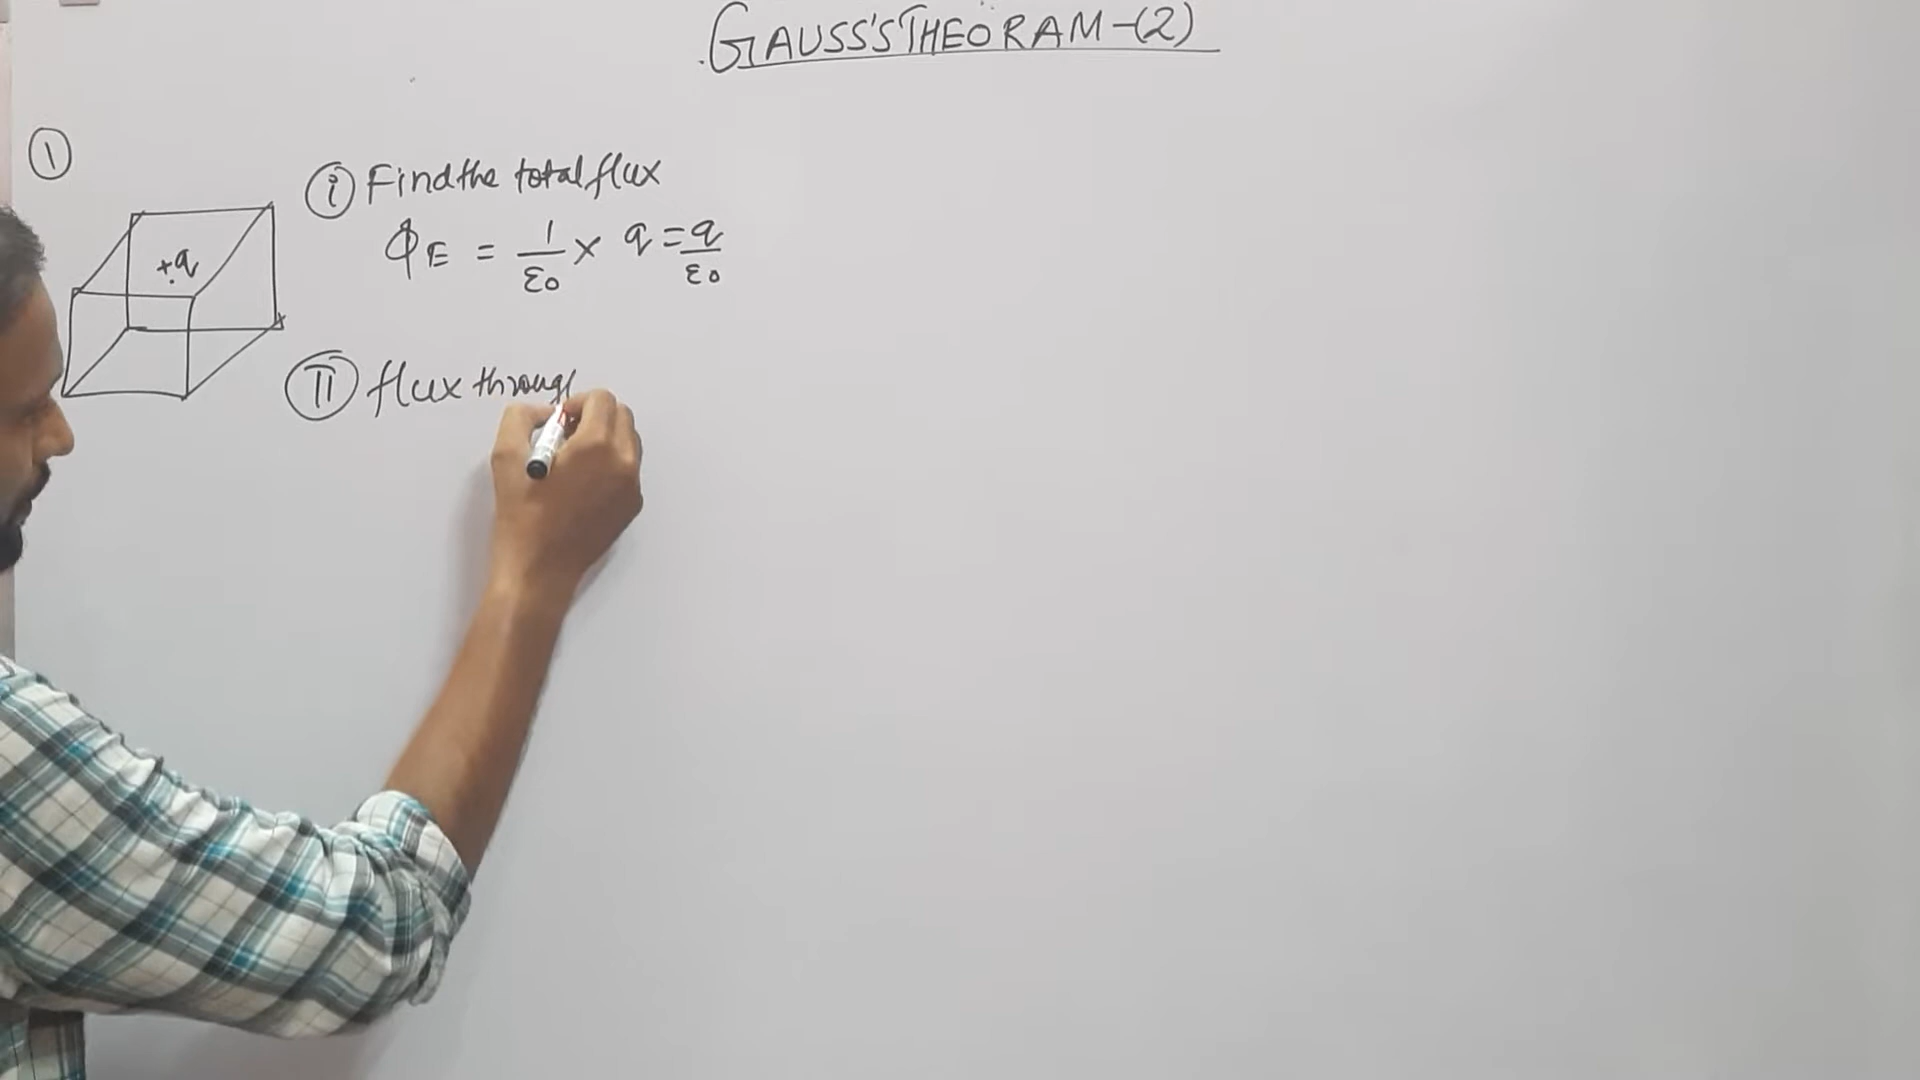 GAUSS'S THEORAM-(2)
①
+q
ⓘ Find the total flux
ΦE = 1/ε0 × q = q/ε0
Ⅱ flux through